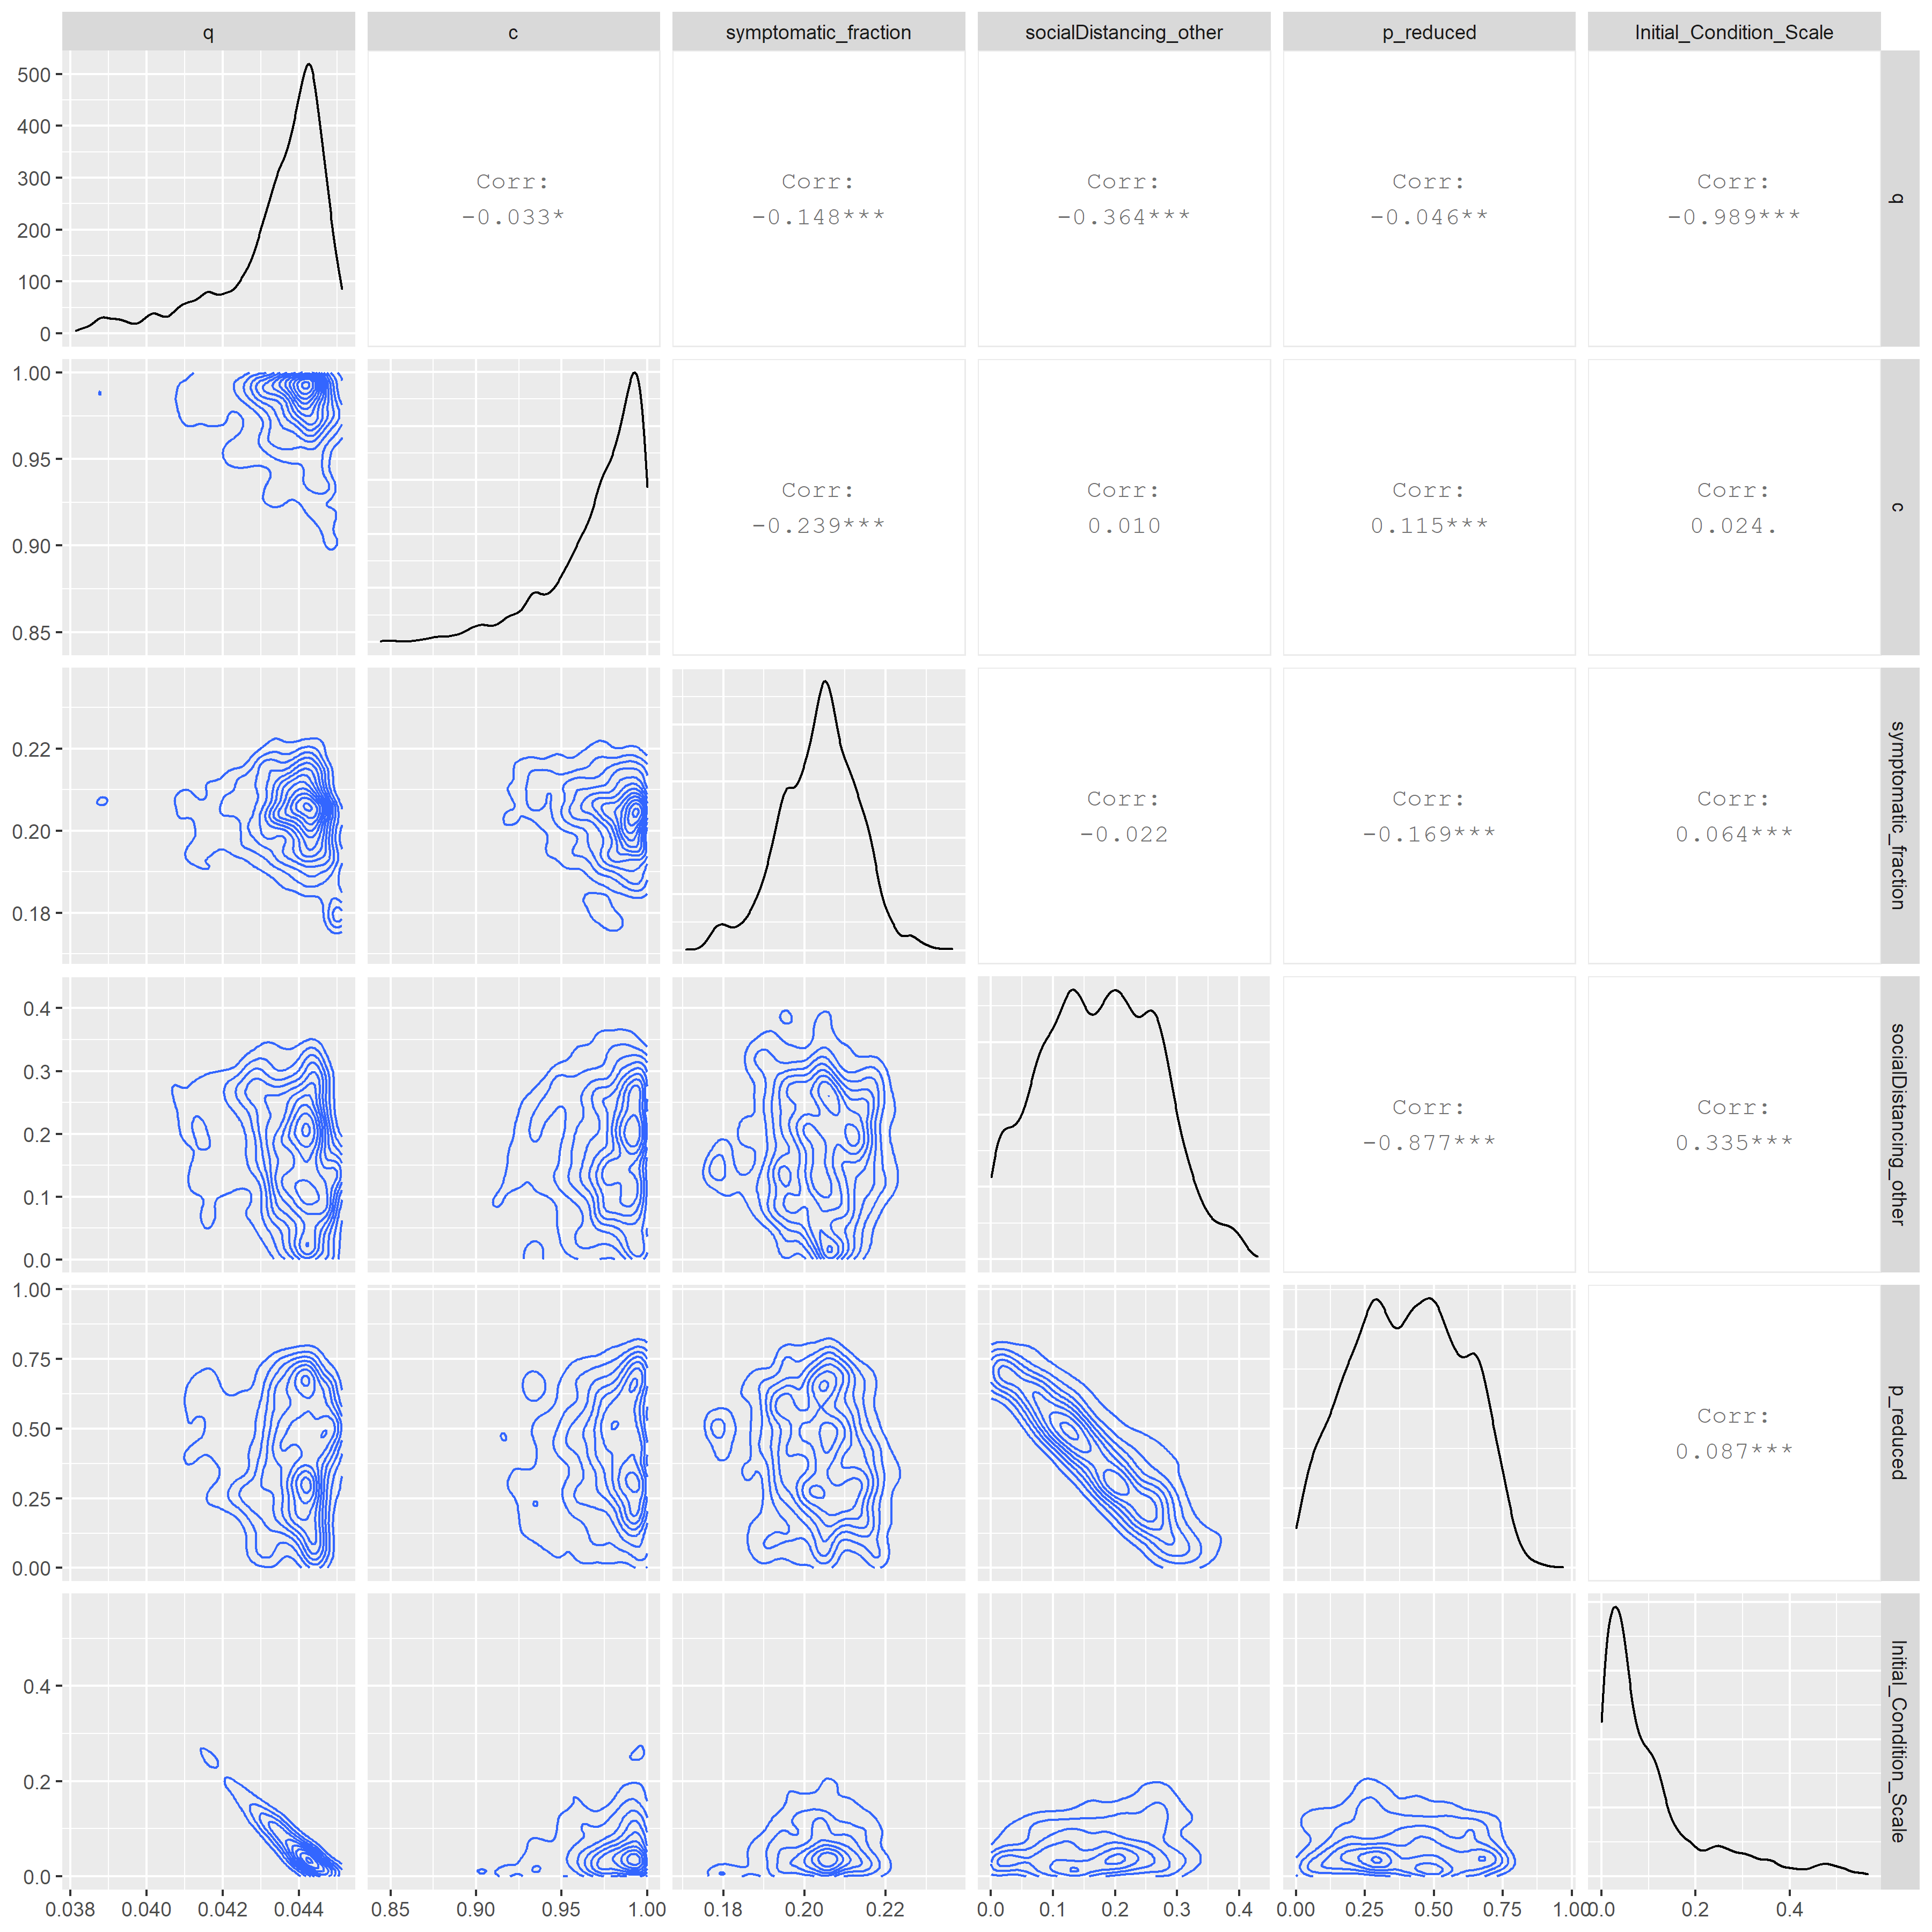 q c symptomatic_fraction socialDistancing_other p_reduced Initial_Condition_Scale
500
400
300
200
100
0
Corr:
-0.033*
Corr:
-0.148***
Corr:
-0.364***
Corr:
-0.046**
Corr:
-0.989***
q
1.00
0.95
0.90
0.85
Corr:
-0.239***
Corr:
0.010
Corr:
0.115***
Corr:
0.024.
c
0.22
0.20
0.18
Corr:
-0.022
Corr:
-0.169***
Corr:
0.064***
symptomatic_fraction
0.4
0.3
0.2
0.1
0.0
Corr:
-0.877***
Corr:
0.335***
socialDistancing_other
1.00
0.75
0.50
0.25
0.00
Corr:
0.087***
p_reduced
0.4
0.2
0.0
Initial_Condition_Scale
0.038 0.040 0.042 0.044 0.85 0.90 0.95 1.00 0.18 0.20 0.22 0.0 0.1 0.2 0.3 0.4 0.00 0.25 0.50 0.75 1.00 0.0 0.2 0.4